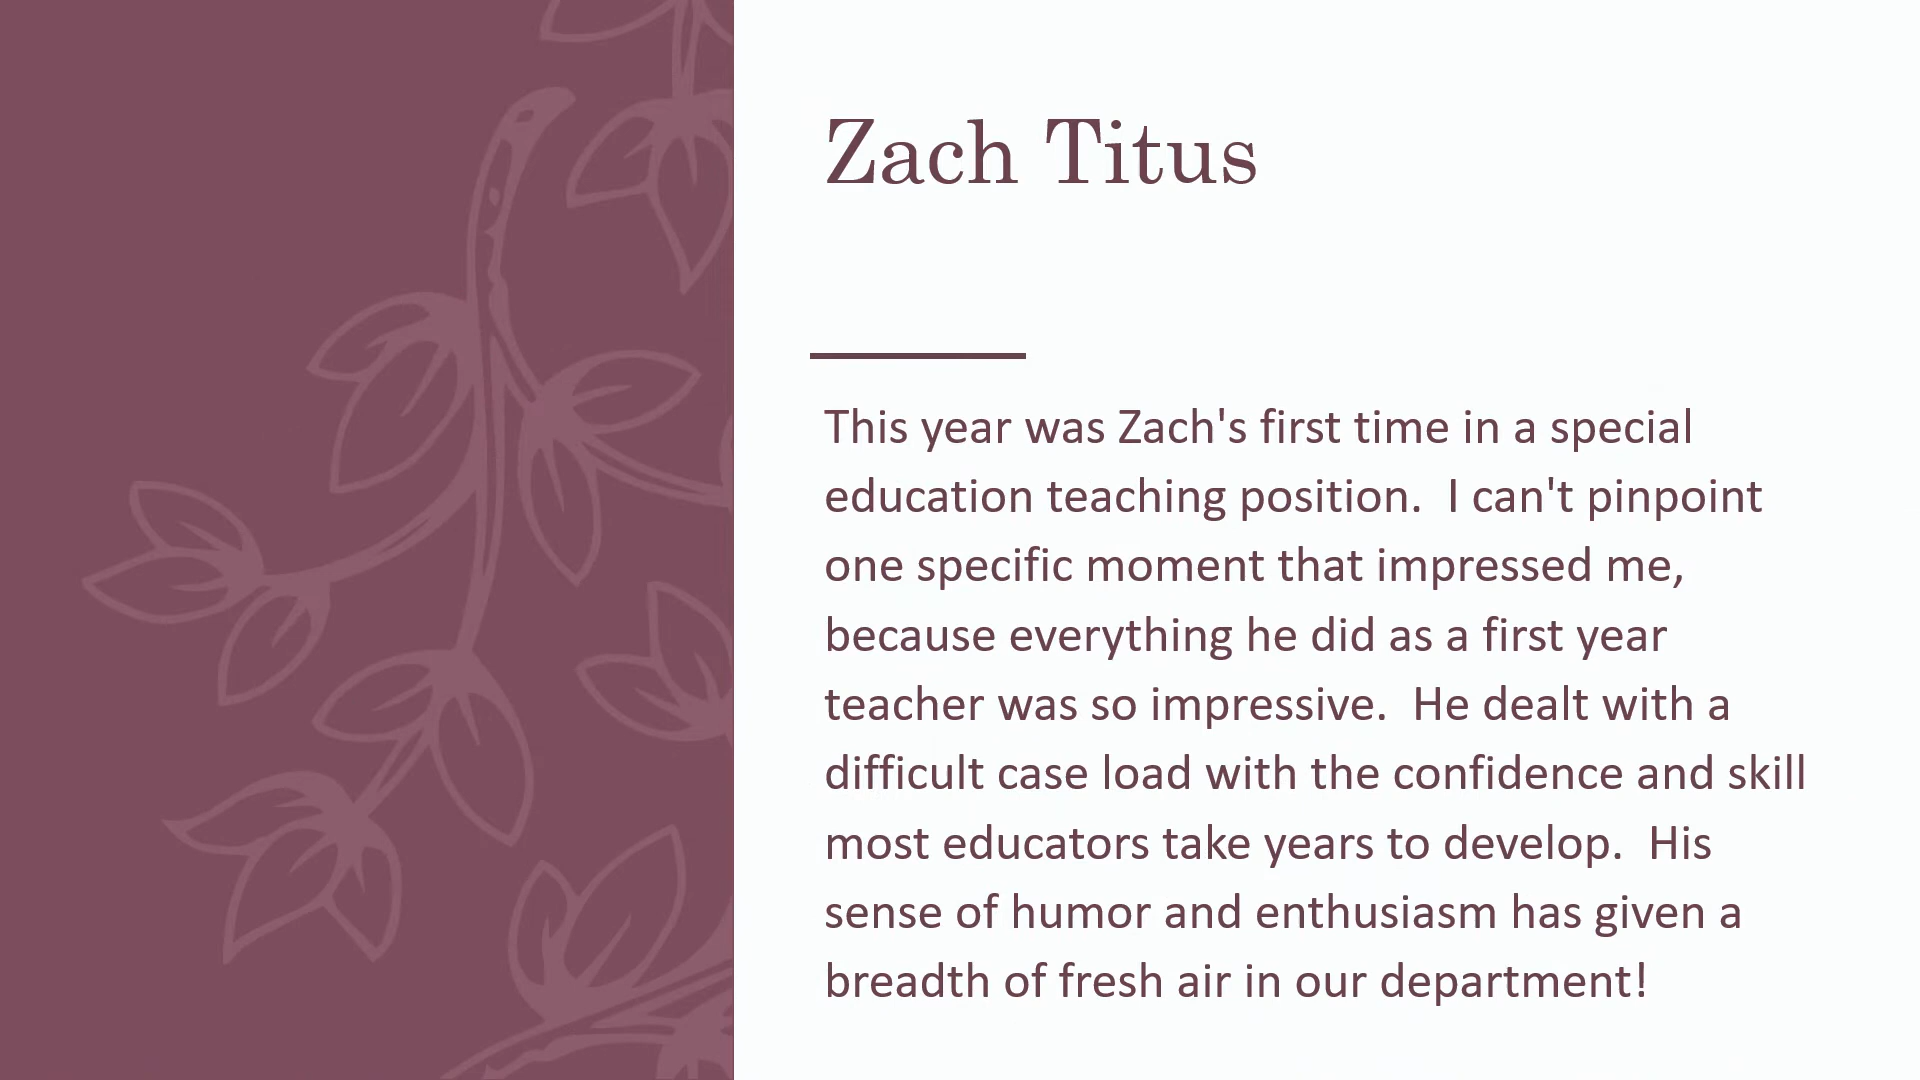 Zach Titus
This year was Zach's first time in a special
education teaching position.  I can't pinpoint
one specific moment that impressed me,
because everything he did as a first year
teacher was so impressive.  He dealt with a
difficult case load with the confidence and skill
most educators take years to develop.  His
sense of humor and enthusiasm has given a
breadth of fresh air in our department!